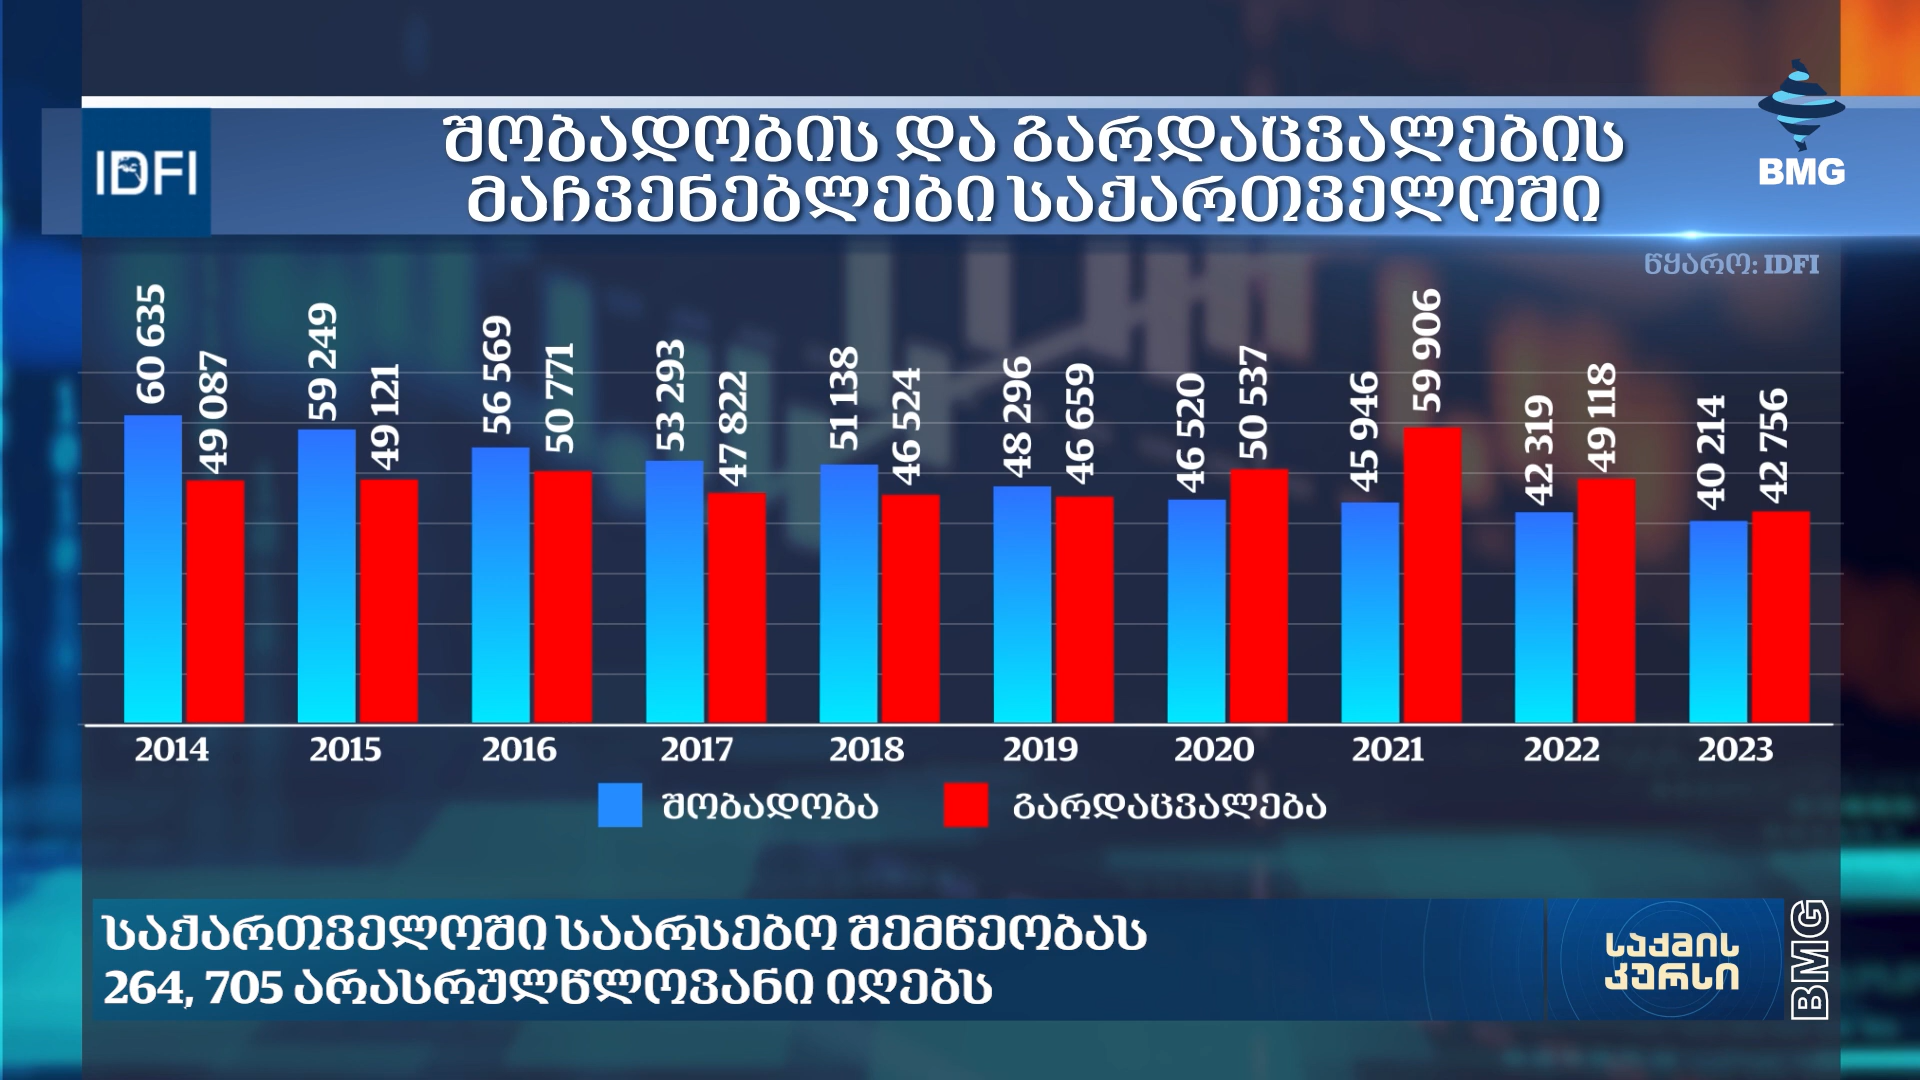 IDFI
შობადობის და გარდაცვალების
მაჩვენებლები საქართველოში
BMG
წყარო: IDFI
60 635
49 087
59 249
49 121
56 569
50 771
53 293
47 822
51 138
46 524
48 296
46 659
46 520
50 537
45 946
59 906
42 319
49 118
40 214
42 756
2014
2015
2016
2017
2018
2019
2020
2021
2022
2023
შობადობა
გარდაცვალება
საქართველოში საარსებო შემწეობას
264, 705 არასრულწლოვანი იღებს
საქმის
კურსი
BMG